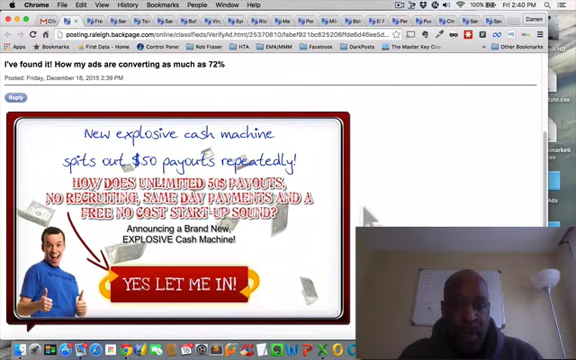 Chrome File Edit View History Bookmarks People Window Help
100% Fri 2:40 PM
Darren
posting.raleigh.backpage.com/online/classifieds/VerifyAd.html/25370810/
Apps Bookmarks First Data - Home Control Panel Rob Fraser HTG EMA/MMM Facebook DarkPosts The Master Key Other Bookmarks
I've found it! How my ads are converting as much as 72%
Posted: Friday, December 18, 2015 2:39 PM
Reply
New explosive cash machine
spits out $50 payouts repeatedly!
HOW DOES UNLIMITED 50$ PAYOUTS,
NO RECRUITING, SAME DAY PAYMENTS AND A
FREE NO COST START-UP SOUND?
Announcing a Brand New,
EXPLOSIVE Cash Machine!
YES LET ME IN!
Ads